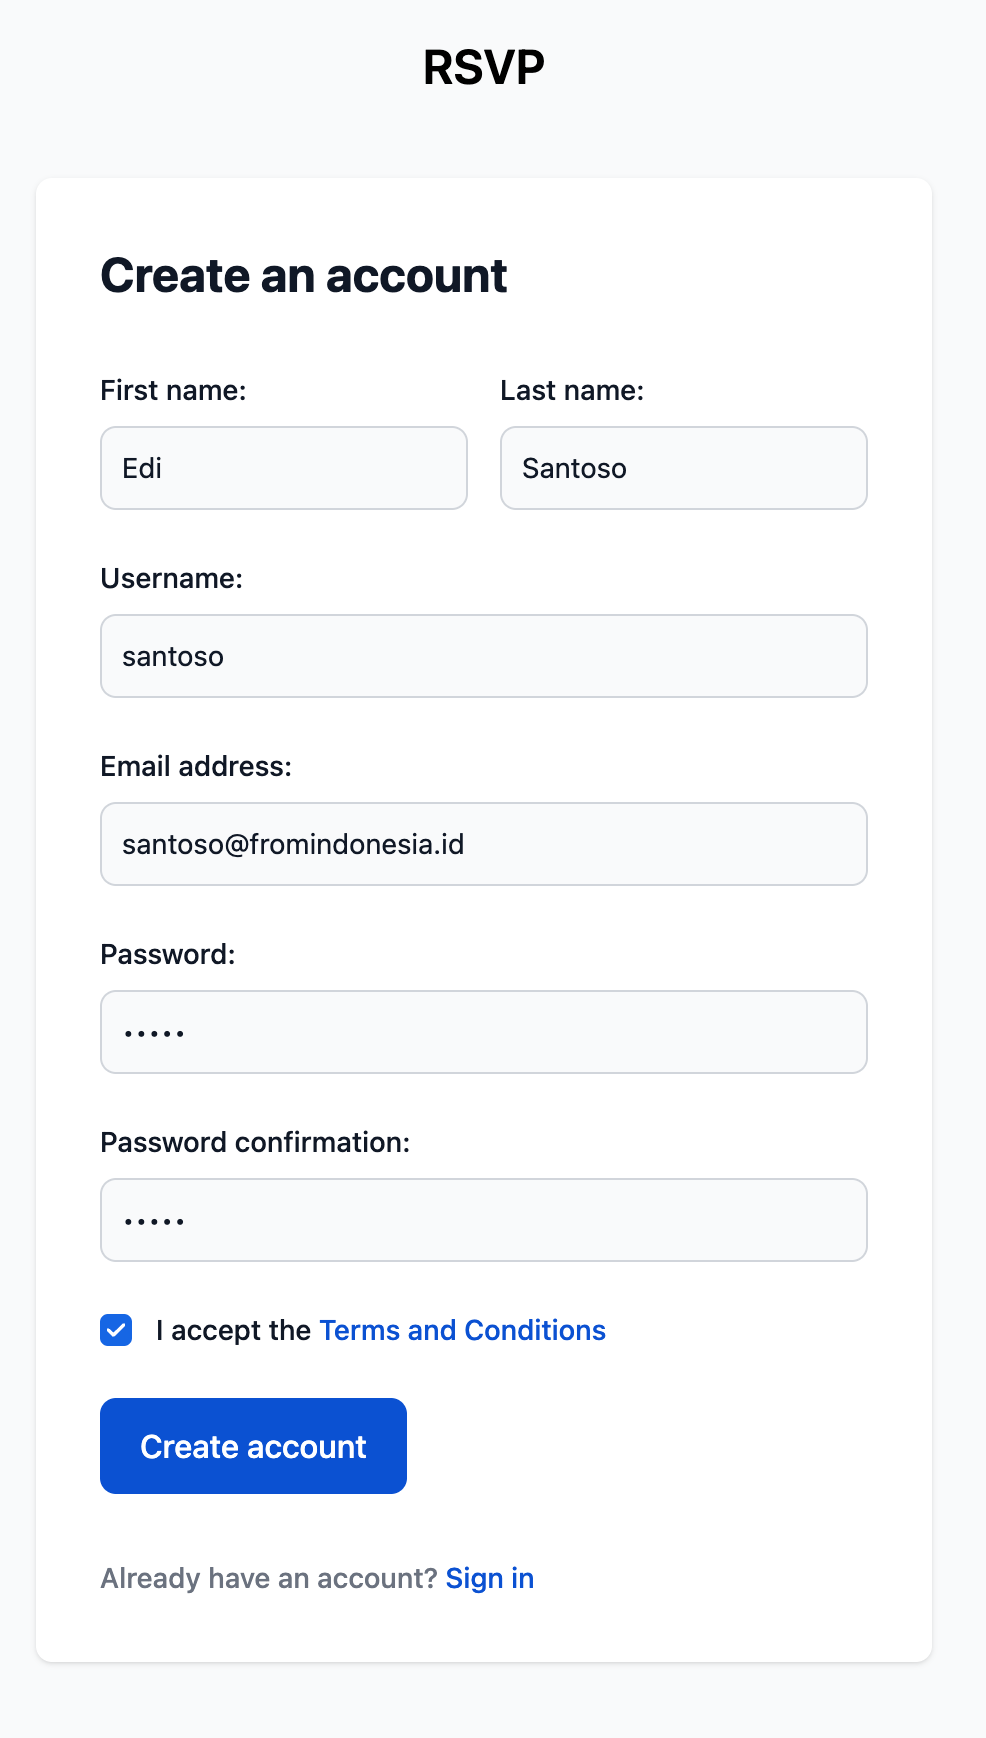 RSVP
Create an account
First name: Last name:
Edi Santoso
Username:
santoso
Email address:
santoso@fromindonesia.id
Password:
•••••
Password confirmation:
•••••
I accept the Terms and Conditions
Create account
Already have an account? Sign in